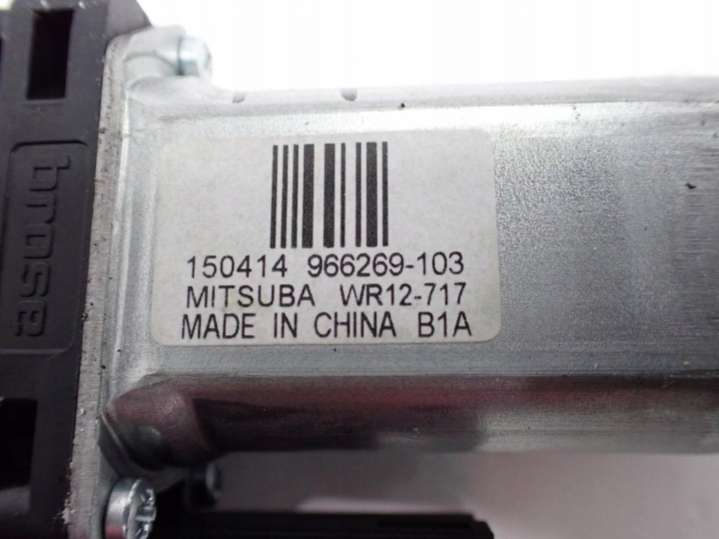 brose
150414 966269-103
MITSUBA WR12-717
MADE IN CHINA B1A